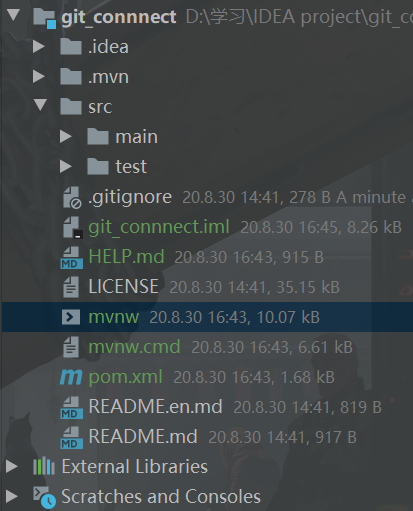 git_connnect D:\学习\IDEA project\git_co
.idea
.mvn
src
main
test
.gitignore 20.8.30 14:41, 278 B A minute a
git_connnect.iml 20.8.30 16:45, 8.26 kB
HELP.md 20.8.30 16:43, 915 B
LICENSE 20.8.30 14:41, 35.15 kB
mvnw 20.8.30 16:43, 10.07 kB
mvnw.cmd 20.8.30 16:43, 6.61 kB
pom.xml 20.8.30 16:43, 1.68 kB
README.en.md 20.8.30 14:41, 819 B
README.md 20.8.30 14:41, 917 B
External Libraries
Scratches and Consoles